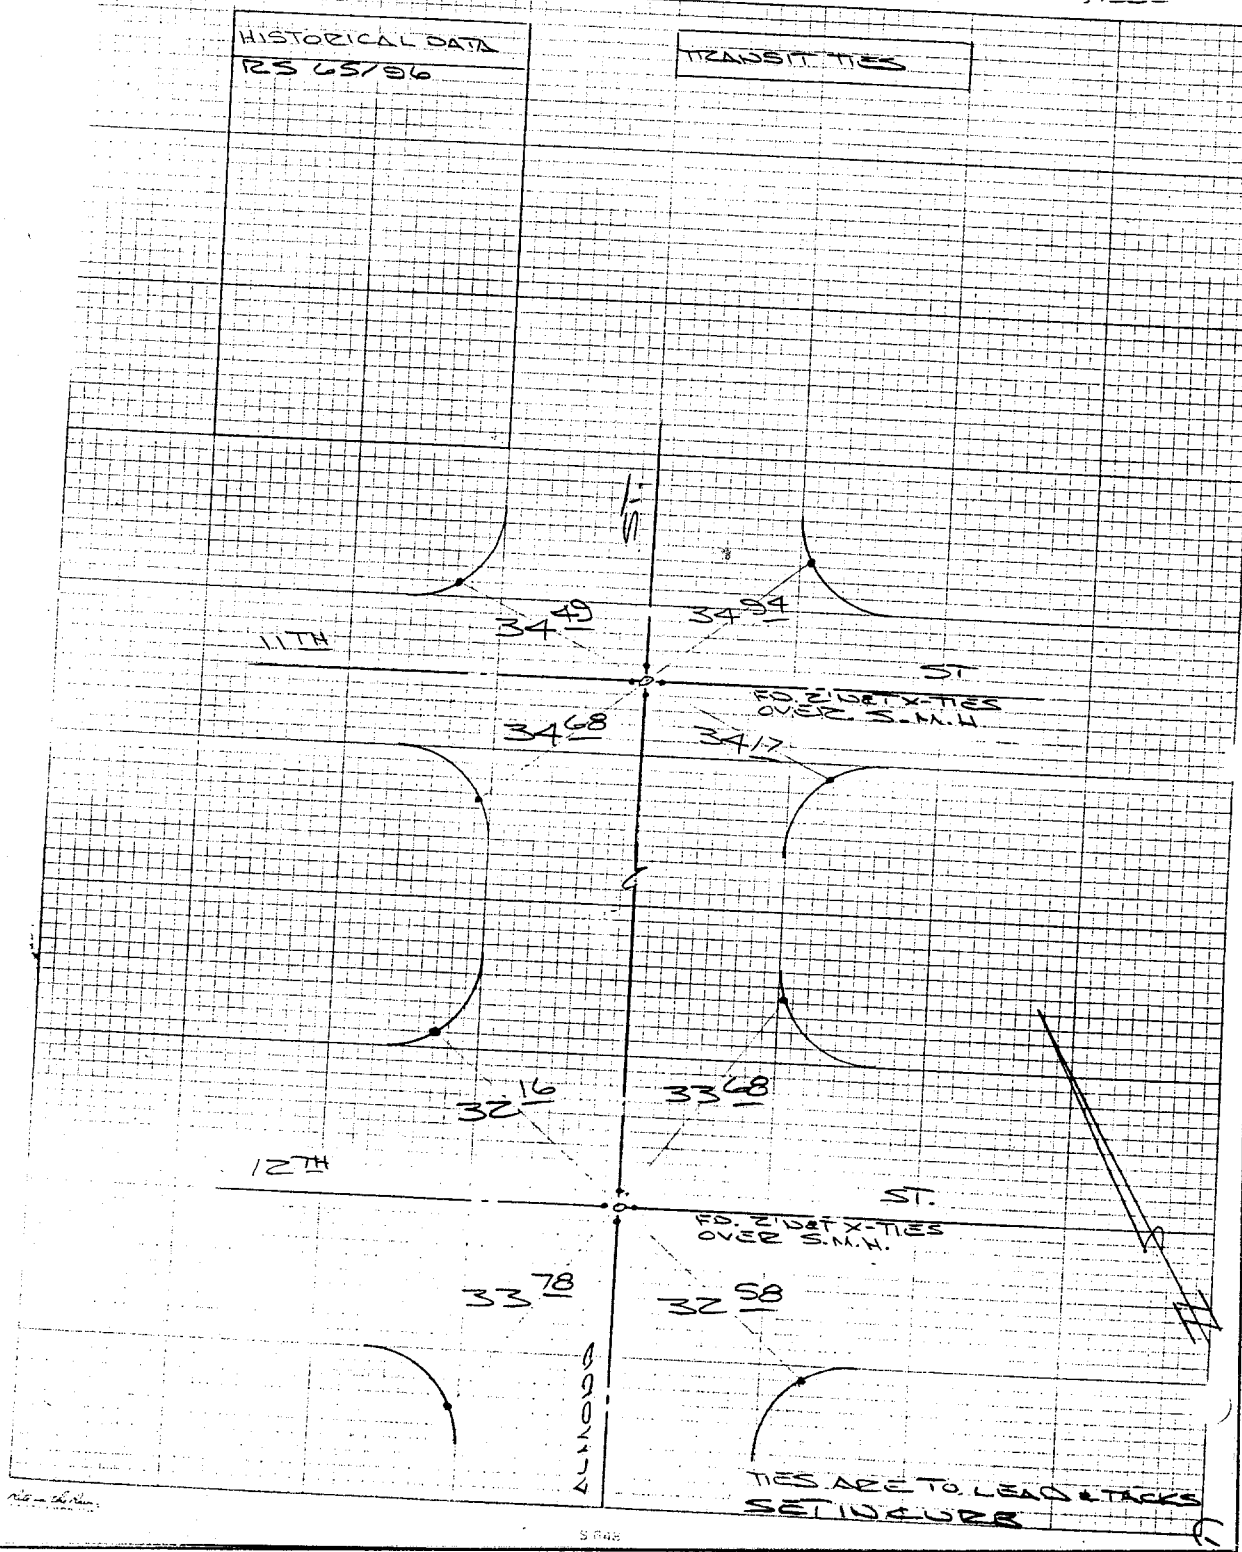 HISTORICAL DATA
RS 65/96
TRANSIT TIES
ST.
34 49
34 94
11TH
ST
FD. 2" N&T X-TIES
OVER S.M.H.
34 68
34 17
32 16
33 68
12TH
ST.
FD. 2" N&T X-TIES
OVER S.M.H.
33 78
32 58
ALMOND
TIES ARE TO LEAD & TACKS
SET IN CURB